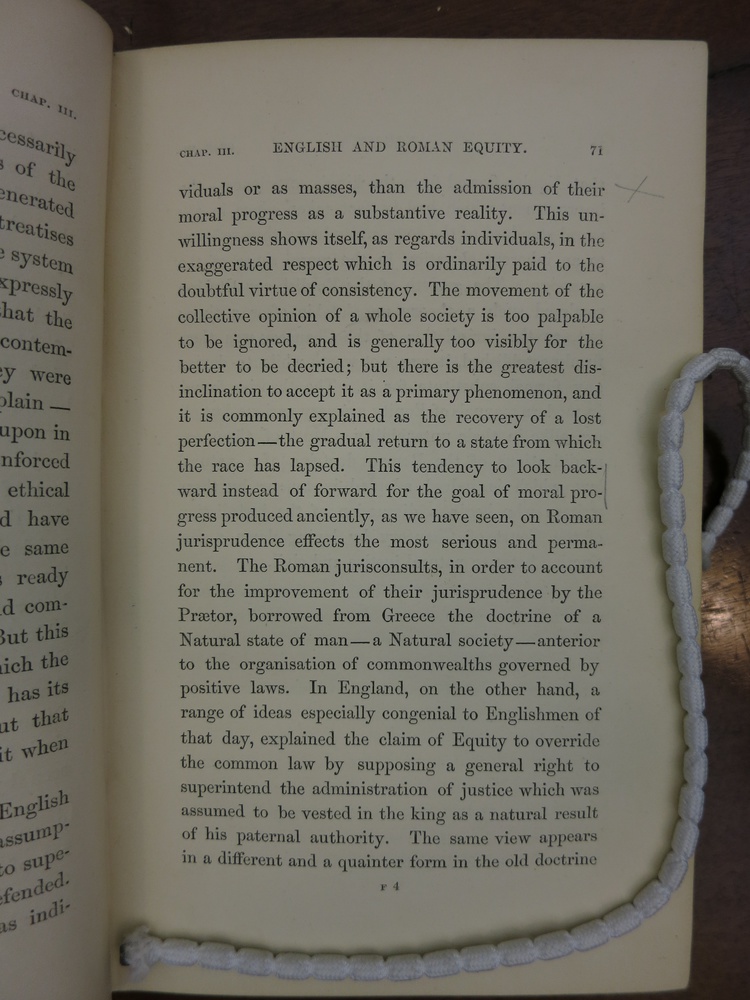 CHAP. III.
cessarily
s of the
enerated
treatises
e system
xpressly
hat the
contem-
ey were
plain —
upon in
nforced
ethical
d have
e same
s ready
d com-
But this
ich the
has its
ut that
it when
English
assump-
to supe-
efended.
as indi-
CHAP. III. ENGLISH AND ROMAN EQUITY. 71
viduals or as masses, than the admission of their
moral progress as a substantive reality. This un-
willingness shows itself, as regards individuals, in the
exaggerated respect which is ordinarily paid to the
doubtful virtue of consistency. The movement of the
collective opinion of a whole society is too palpable
to be ignored, and is generally too visibly for the
better to be decried; but there is the greatest dis-
inclination to accept it as a primary phenomenon, and
it is commonly explained as the recovery of a lost
perfection—the gradual return to a state from which
the race has lapsed. This tendency to look back-
ward instead of forward for the goal of moral pro-
gress produced anciently, as we have seen, on Roman
jurisprudence effects the most serious and perma-
nent. The Roman jurisconsults, in order to account
for the improvement of their jurisprudence by the
Prætor, borrowed from Greece the doctrine of a
Natural state of man—a Natural society—anterior
to the organisation of commonwealths governed by
positive laws. In England, on the other hand, a
range of ideas especially congenial to Englishmen of
that day, explained the claim of Equity to override
the common law by supposing a general right to
superintend the administration of justice which was
assumed to be vested in the king as a natural result
of his paternal authority. The same view appears
in a different and a quainter form in the old doctrine
F 4